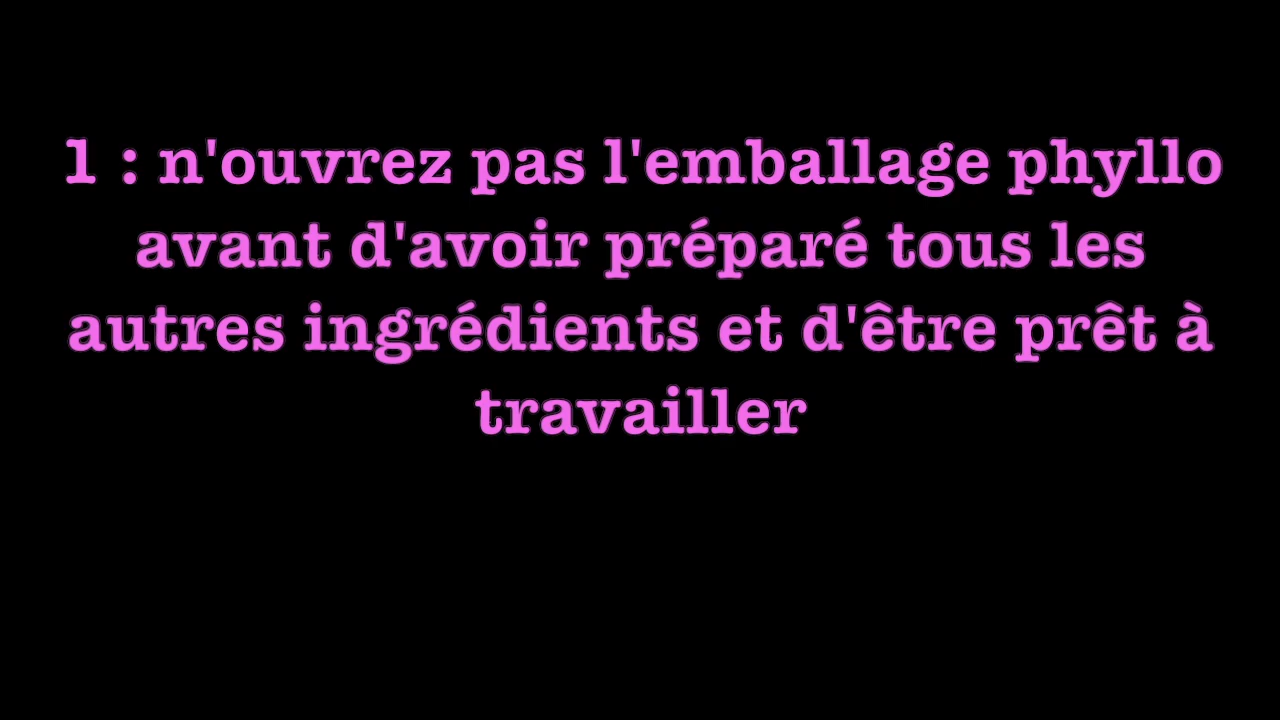 1 : n'ouvrez pas l'emballage phyllo
avant d'avoir préparé tous les
autres ingrédients et d'être prêt à
travailler